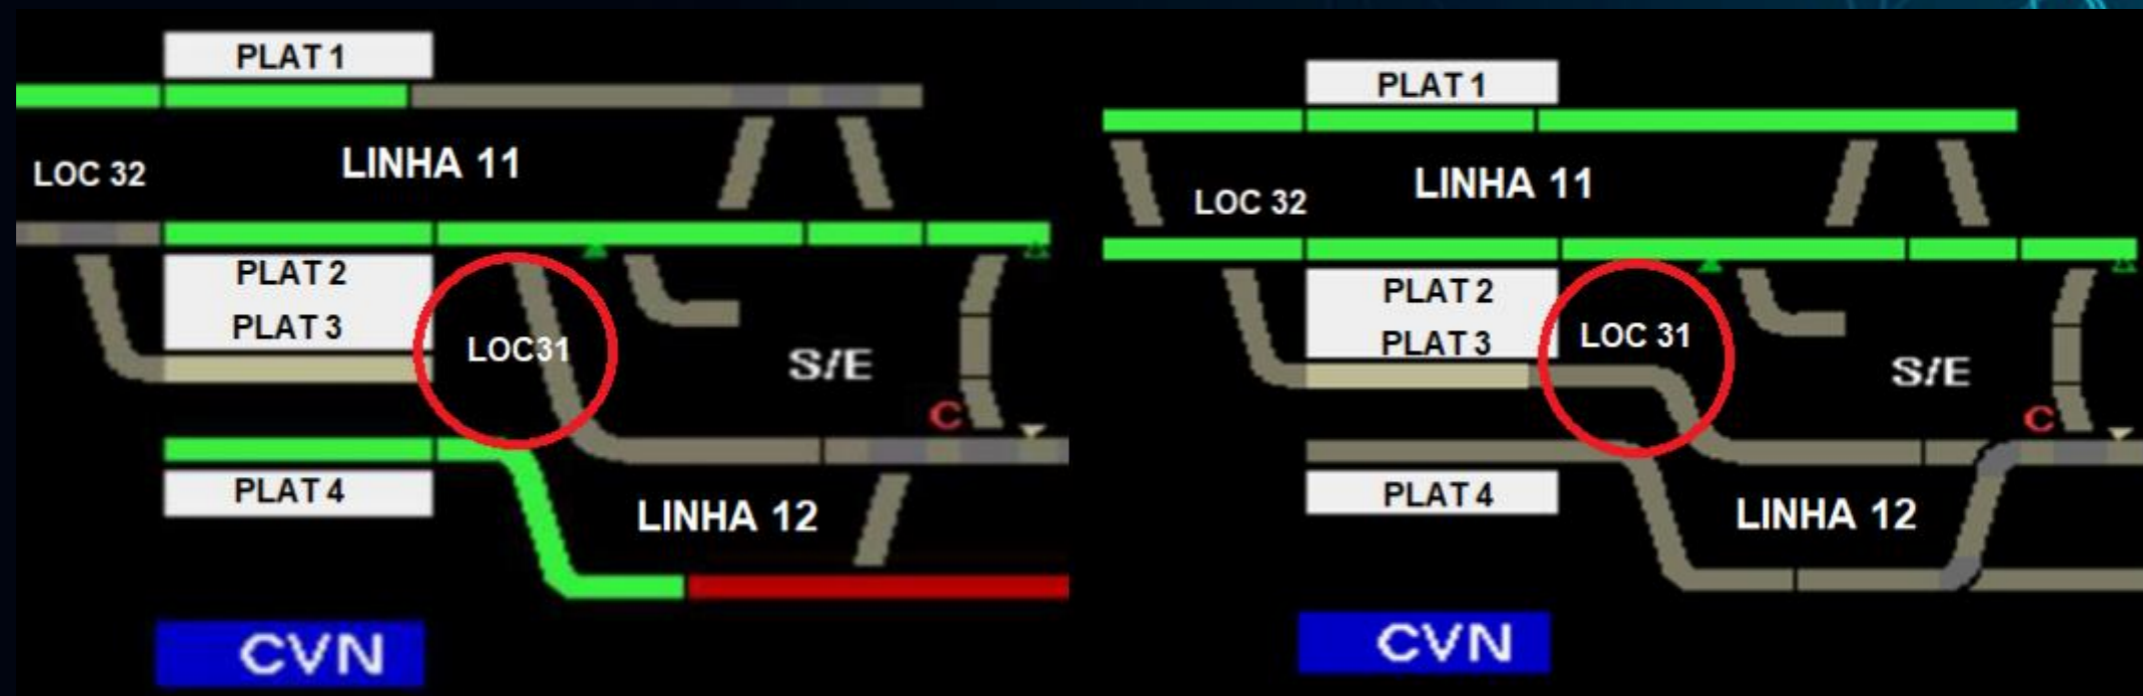 PLAT 1
LOC 32
LINHA 11
PLAT 2
PLAT 3
LOC31
S/E
C
PLAT 4
LINHA 12
CVN
PLAT 1
LOC 32
LINHA 11
PLAT 2
PLAT 3
LOC 31
S/E
C
PLAT 4
LINHA 12
CVN